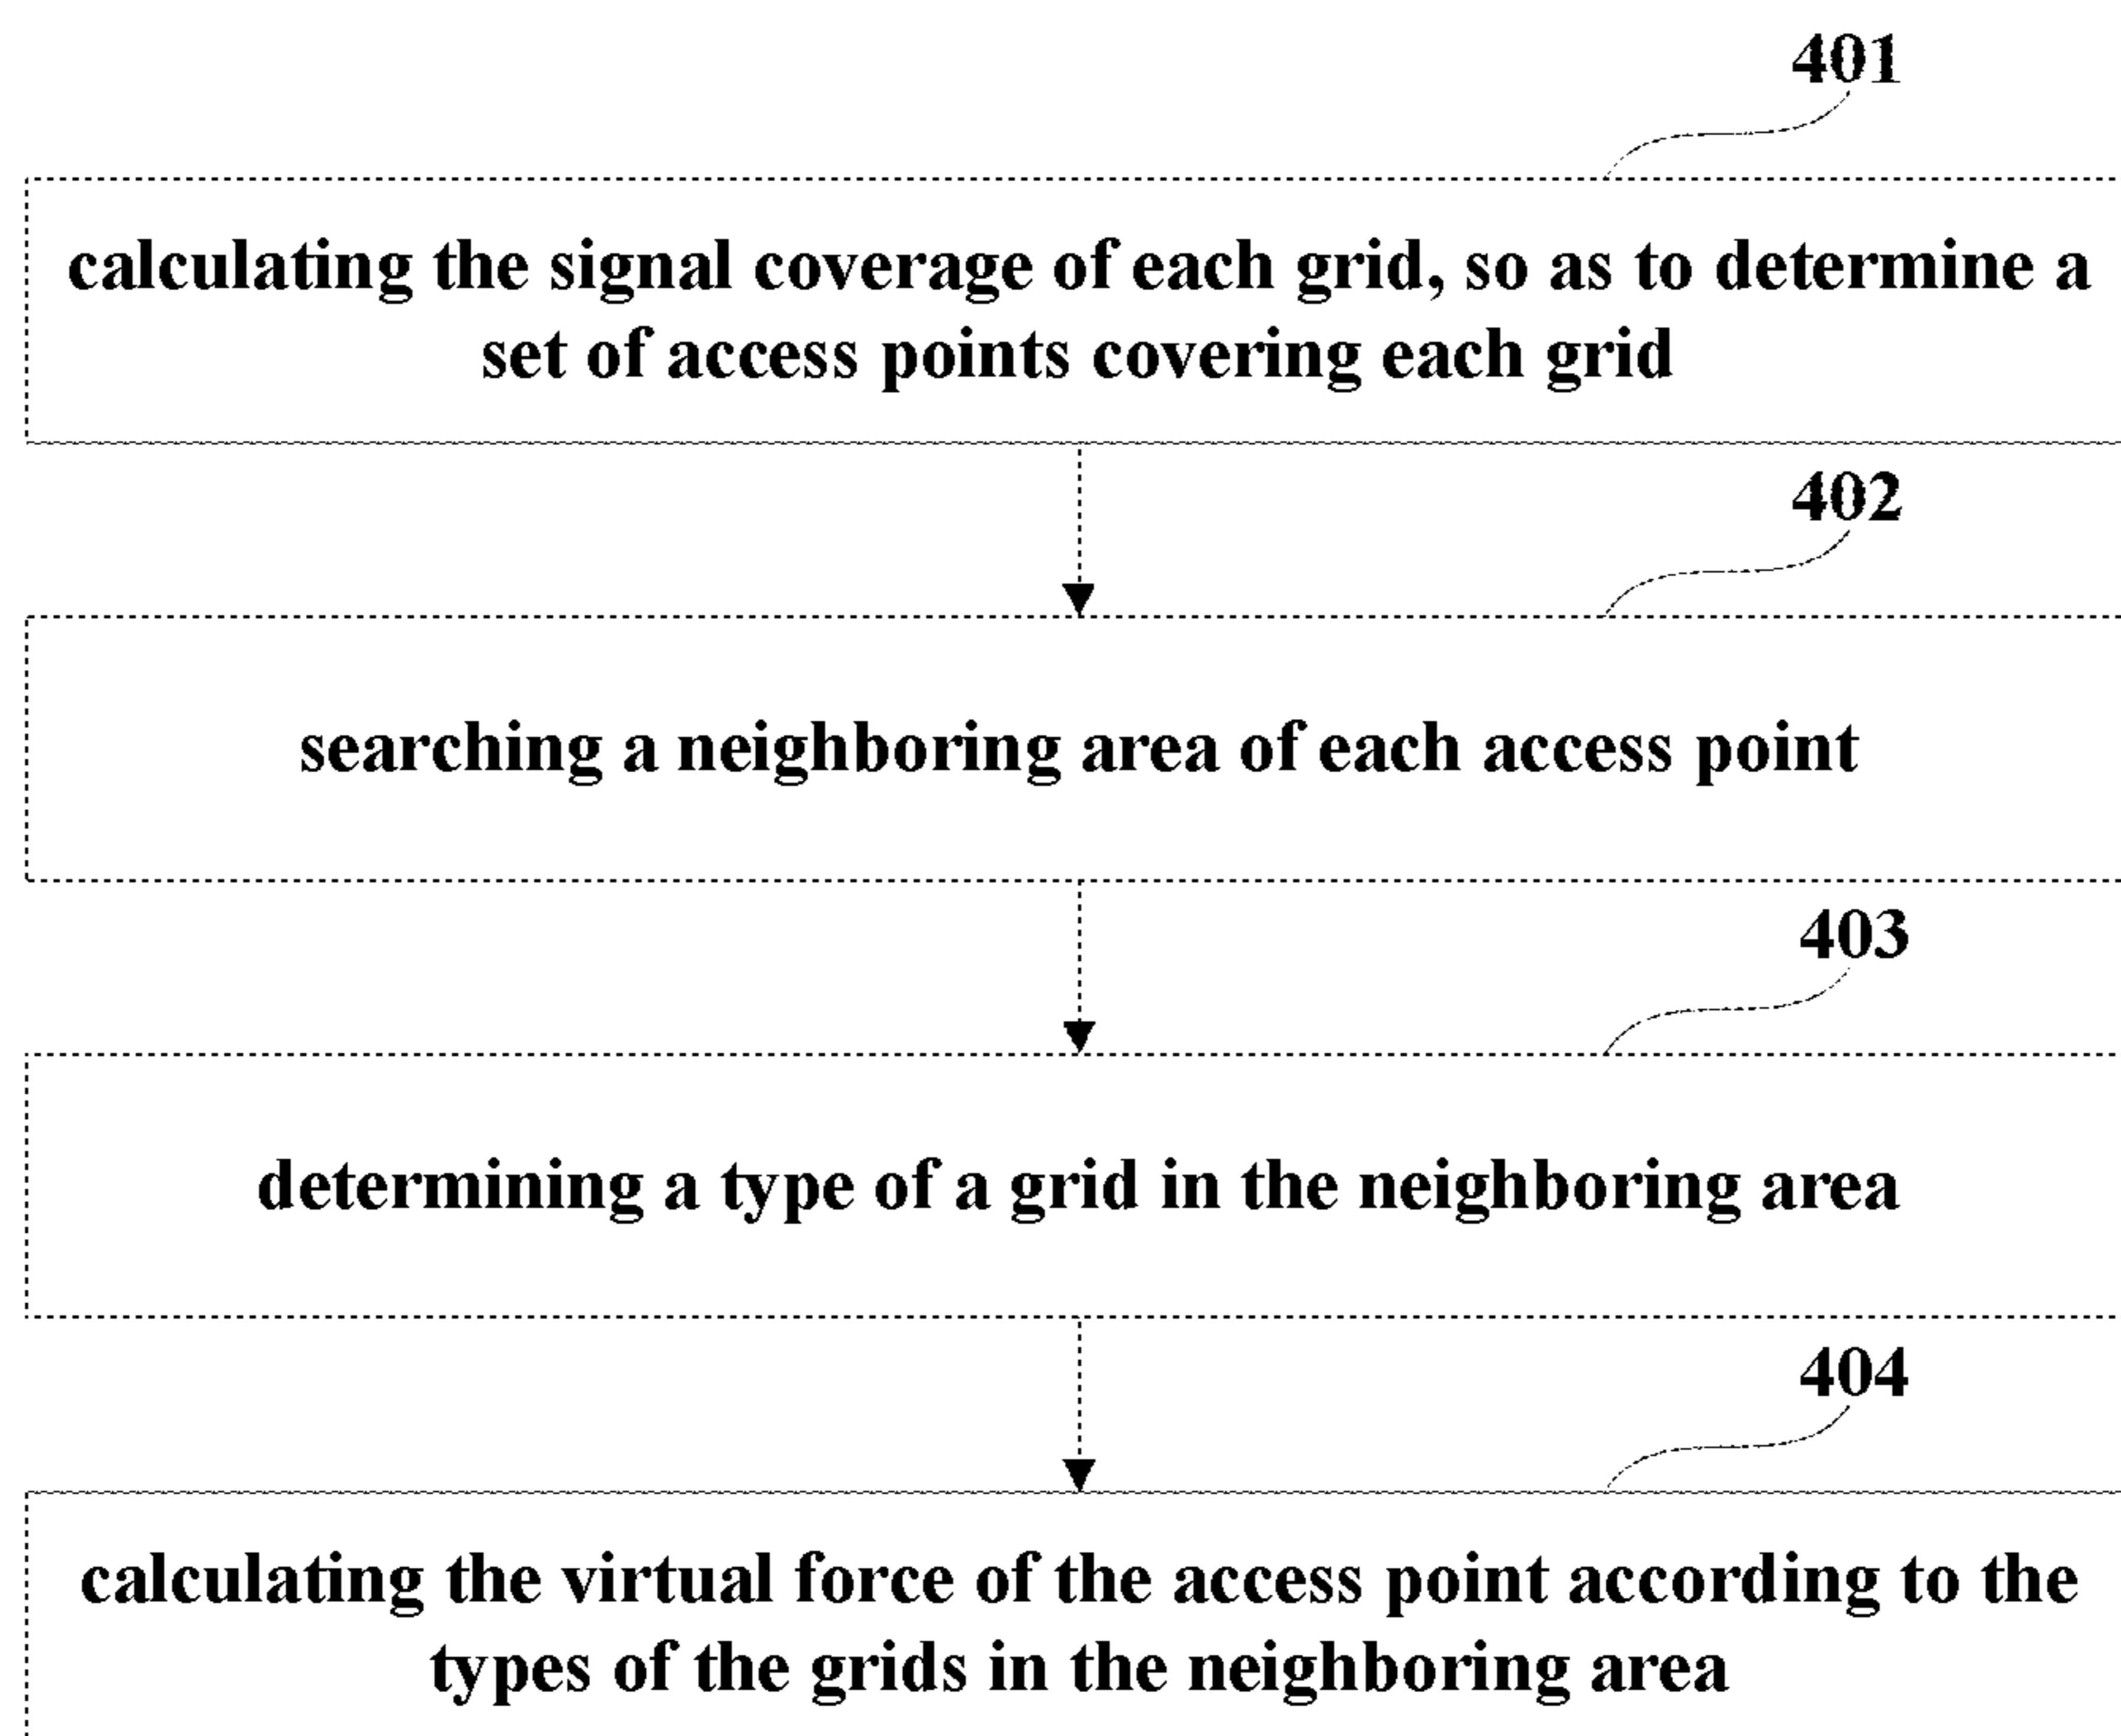 401
calculating the signal coverage of each grid, so as to determine a
set of access points covering each grid
402
searching a neighboring area of each access point
403
determining a type of a grid in the neighboring area
404
calculating the virtual force of the access point according to the
types of the grids in the neighboring area